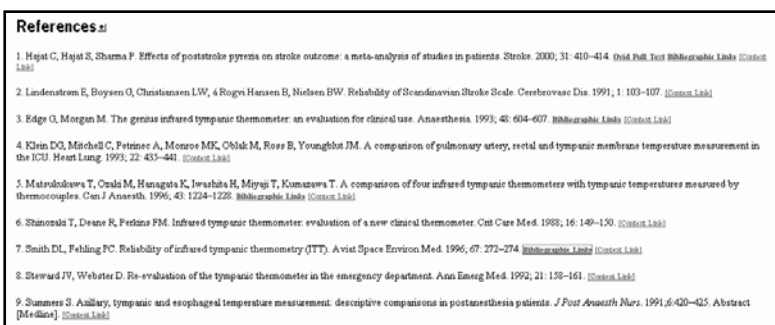 References
1. Hajat C, Hajat S, Sharma P. Effects of poststroke pyrexia on stroke outcome: a meta-analysis of studies in patients. Stroke. 2000; 31: 410–414. Ovid Full Text Bibliographic Links [Context
Link]
2. Lindenstrøm E, Boysen G, Christiansen LW, á Rogvi Hansen B, Nielsen BW. Reliability of Scandinavian Stroke Scale. Cerebrovasc Dis. 1991; 1: 103–107. [Context Link]
3. Edge G, Morgan M. The genius infrared tympanic thermometer: an evaluation for clinical use. Anaesthesia. 1993; 48: 604–607. Bibliographic Links [Context Link]
4. Klein DG, Mitchell C, Petrinec A, Monroe MK, Oblak M, Ross B, Youngblut JM. A comparison of pulmonary artery, rectal and tympanic membrane temperature measurement in
the ICU. Heart Lung. 1993; 22: 435–441. [Context Link]
5. Matsukukawa T, Ozaki M, Hanagata K, Iwashita H, Miyaji T, Kumazawa T. A comparison of four infrared tympanic thermometers with tympanic temperatures measured by
thermocouples. Can J Anaesth. 1996; 43: 1224–1228. Bibliographic Links [Context Link]
6. Shinozaki T, Deane R, Perkins FM. Infrared tympanic thermometer: evaluation of a new clinical thermometer. Crit Care Med. 1988; 16: 149–150. [Context Link]
7. Smith DL, Fehling PC. Reliability of infrared tympanic thermometry (ITT). Aviat Space Environ Med. 1996; 67: 272–274. Bibliographic Links [Context Link]
8. Steward JV, Webster D. Re-evaluation of the tympanic thermometer in the emergency department. Ann Emerg Med. 1992; 21: 158–161. [Context Link]
9. Summers S. Axillary, tympanic and esophageal temperature measurement: descriptive comparisons in postanesthesia patients. J Post Anaesth Nurs. 1991;6:420–425. Abstract
[Medline]. [Context Link]